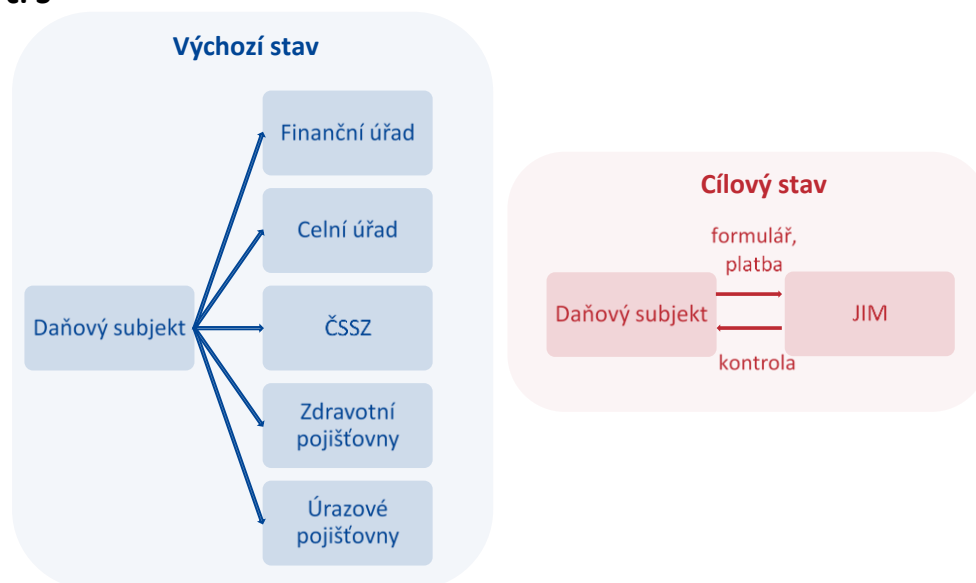 Výchozí stav
Finanční úřad
Celní úřad
Daňový subjekt
ČSSZ
Zdravotní
pojišťovny
Úrazové
pojišťovny
Cílový stav
formulář,
platba
Daňový subjekt
JIM
kontrola